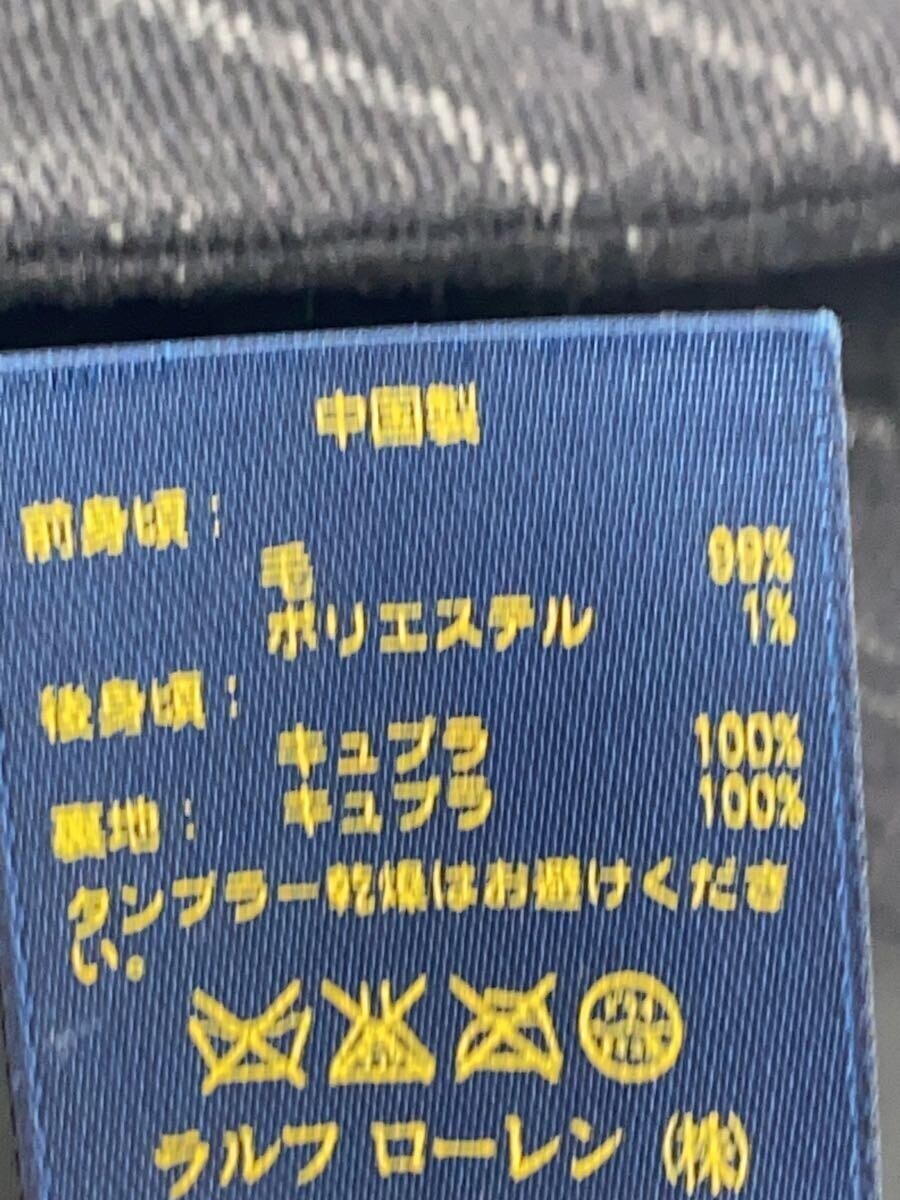 中国製
前身頃：
毛 99%
ポリエステル 1%
後身頃：
キュプラ 100%
裏地： キュプラ 100%
タンブラー乾燥はお避けくださ
い。
ラルフ ローレン (株)